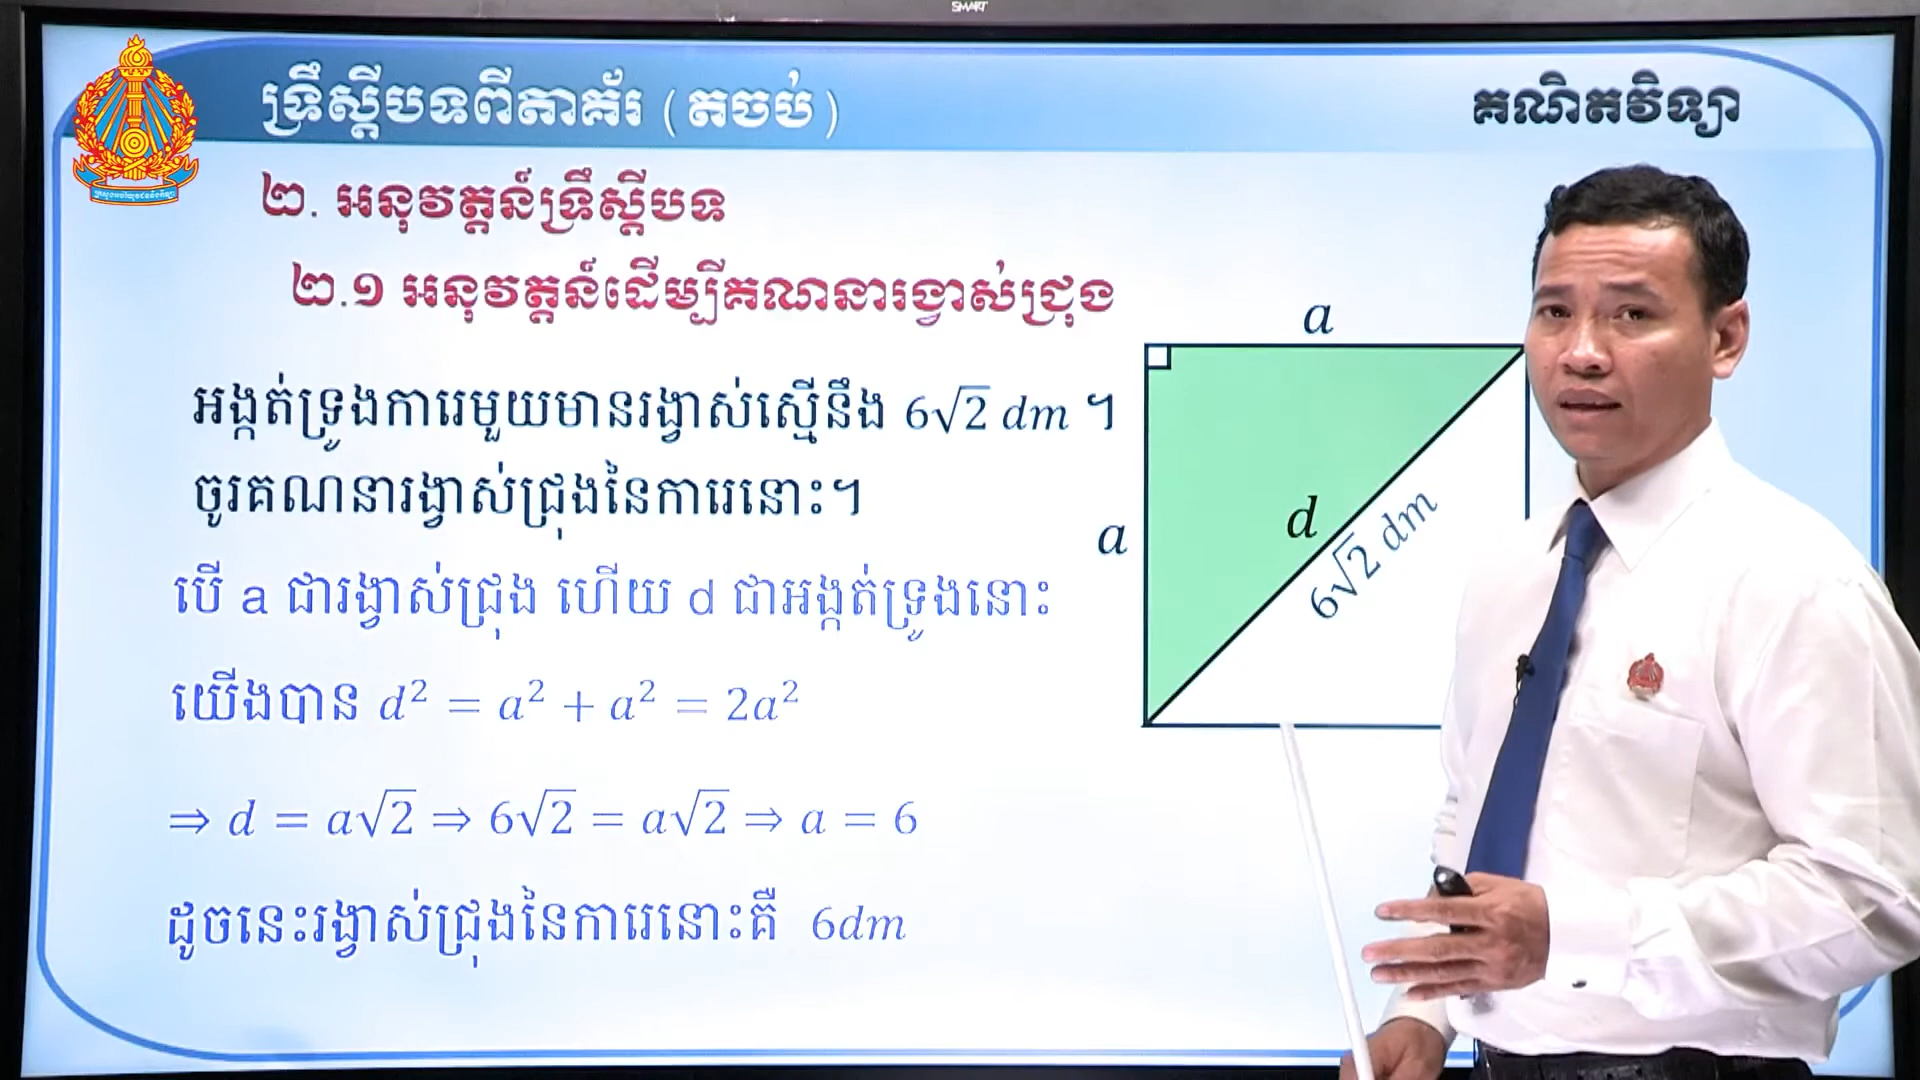 SMART
ទ្រឹស្តីបទពីតាគ័រ (តចប់)
គណិតវិទ្យា
២. អនុវត្តន៍ទ្រឹស្តីបទ
២.១ អនុវត្តន៍ដើម្បីគណនារង្វាស់ជ្រុង
អង្កត់ទ្រូងការេមួយមានរង្វាស់ស្មើនឹង 6√2 dm ។
ចូរគណនារង្វាស់ជ្រុងនៃការេនោះ។
បើ a ជារង្វាស់ជ្រុង ហើយ d ជាអង្កត់ទ្រូងនោះ
យើងបាន d² = a² + a² = 2a²
⇒ d = a√2 ⇒ 6√2 = a√2 ⇒ a = 6
ដូចនេះរង្វាស់ជ្រុងនៃការេនោះគឺ 6dm
a
a
d
6√2 dm